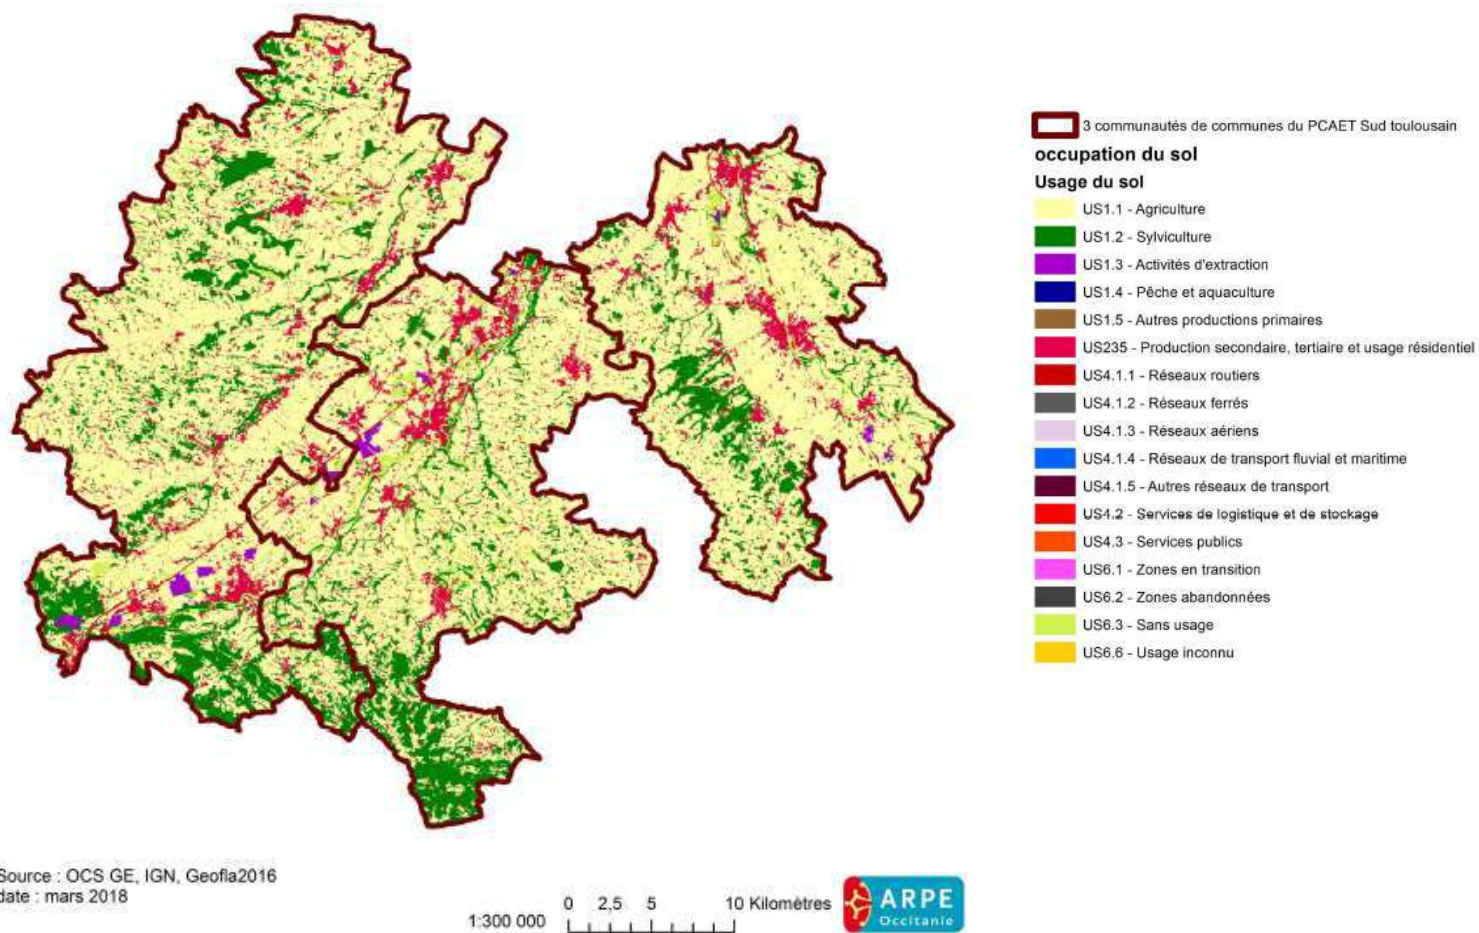 3 communautés de communes du PCAET Sud toulousain
occupation du sol
Usage du sol
US1.1 - Agriculture
US1.2 - Sylviculture
US1.3 - Activités d'extraction
US1.4 - Pêche et aquaculture
US1.5 - Autres productions primaires
US235 - Production secondaire, tertiaire et usage résidentiel
US4.1.1 - Réseaux routiers
US4.1.2 - Réseaux ferrés
US4.1.3 - Réseaux aériens
US4.1.4 - Réseaux de transport fluvial et maritime
US4.1.5 - Autres réseaux de transport
US4.2 - Services de logistique et de stockage
US4.3 - Services publics
US6.1 - Zones en transition
US6.2 - Zones abandonnées
US6.3 - Sans usage
US6.6 - Usage inconnu
Source : OCS GE, IGN, Geofla2016
date : mars 2018
1:300 000
0 2,5 5 10 Kilomètres
ARPE
Occitanie